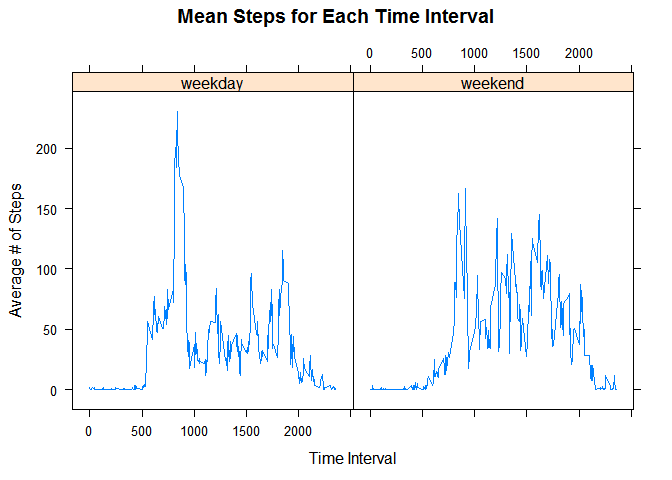 Mean Steps for Each Time Interval
0 500 1000 1500 2000
weekday weekend
200
150
100
50
0
Average # of Steps
0 500 1000 1500 2000
Time Interval